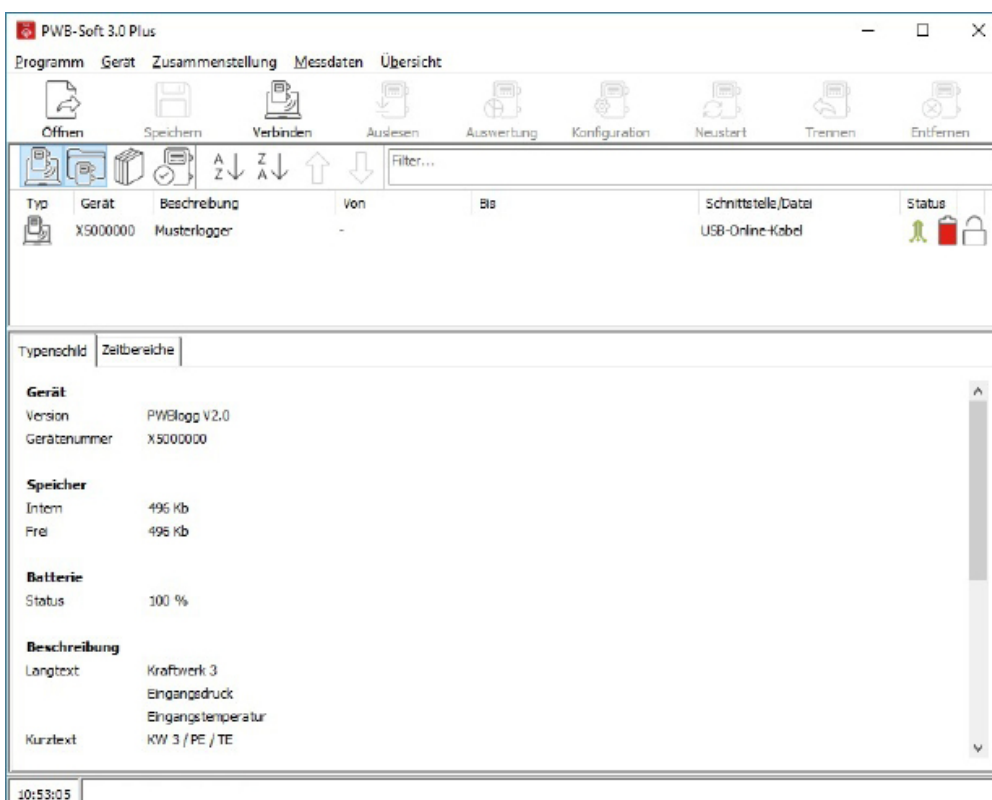 PWB-Soft 3.0 Plus
Programm Gerät Zusammenstellung Messdaten Übersicht
Öffnen Speichern Verbinden Auslesen Auswertung Konfiguration Neustart Trennen Entfernen
A Z Z A Filter...
Typ Gerät Beschreibung Von Bis Schnittstelle/Datei Status
X5000000 Musterlogger - USB-Online-Kabel
Typenschild Zeitbereiche
Gerät
Version PWBlogg V2.0
Gerätenummer X5000000
Speicher
Intern 496 Kb
Frei 496 Kb
Batterie
Status 100 %
Beschreibung
Langtext Kraftwerk 3
Eingangsdruck
Eingangstemperatur
Kurztext KW 3 / PE / TE
10:53:05